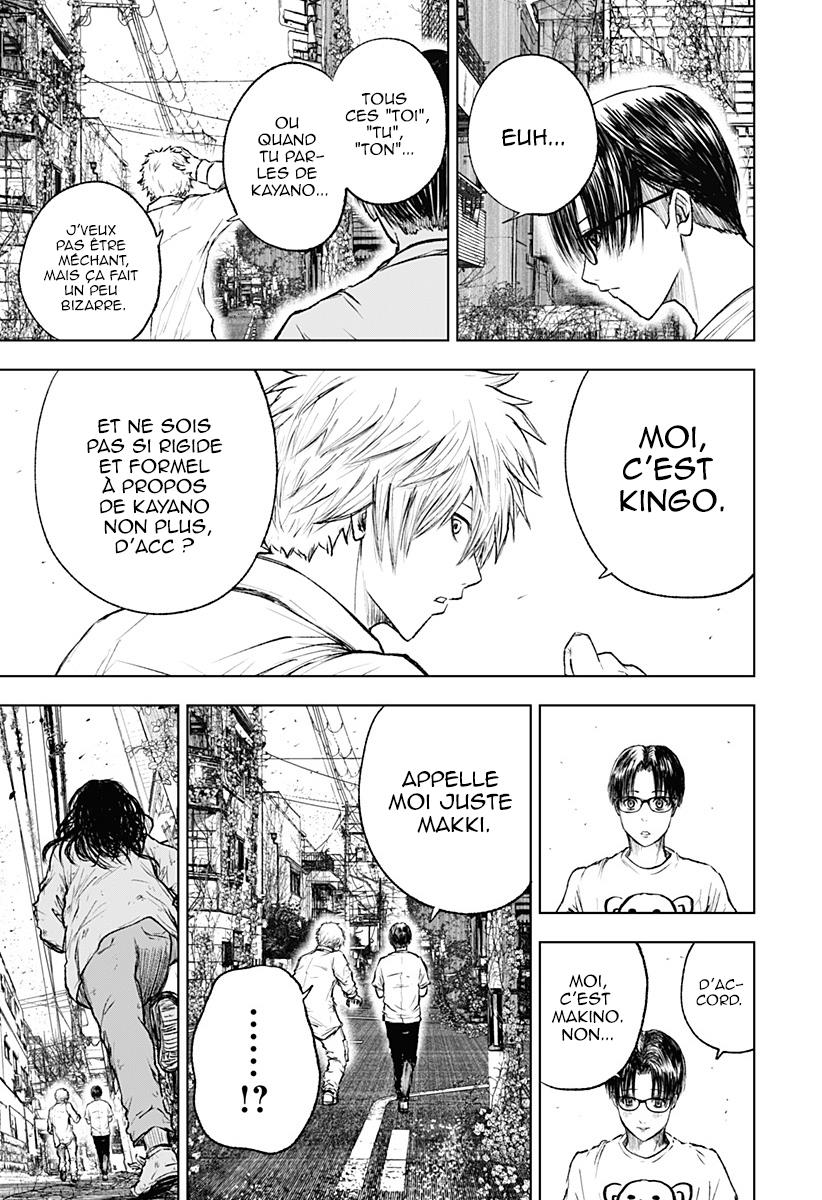 EUH...
TOUS
CES "TOI",
"TU",
"TON"...
OU
QUAND
TU PAR-
LES DE
KAYANO...
J'VEUX
PAS ÊTRE
MÉCHANT,
MAIS ÇA FAIT
UN PEU
BIZARRE.
MOI,
C'EST
KINGO.
ET NE SOIS
PAS SI RIGIDE
ET FORMEL
À PROPOS
DE KAYANO
NON PLUS,
D'ACC ?
D'AC-
CORD.
MOI,
C'EST
MAKINO.
NON...
APPELLE
MOI JUSTE
MAKKI.
.......!?